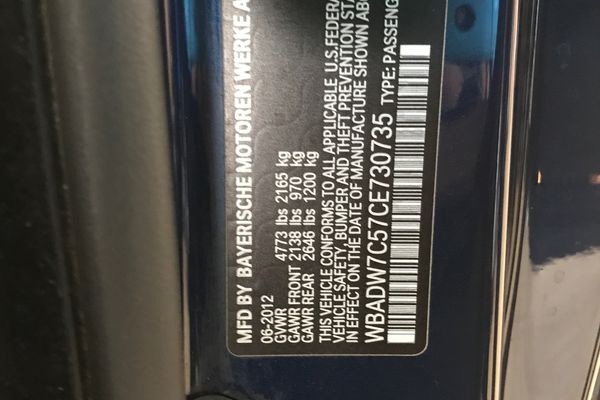 MFD BY BAYERISCHE MOTOREN WERKE A
06-2012
GVWR 4773 lbs 2165 kg
GAWR FRONT 2138 lbs 970 kg
GAWR REAR 2646 lbs 1200 kg
THIS VEHICLE CONFORMS TO ALL APPLICABLE U.S.FEDERA
VEHICLE SAFETY, BUMPER AND THEFT PREVENTION STA
IN EFFECT ON THE DATE OF MANUFACTURE SHOWN ABO
WBADW7C57CE730735 TYPE: PASSENG